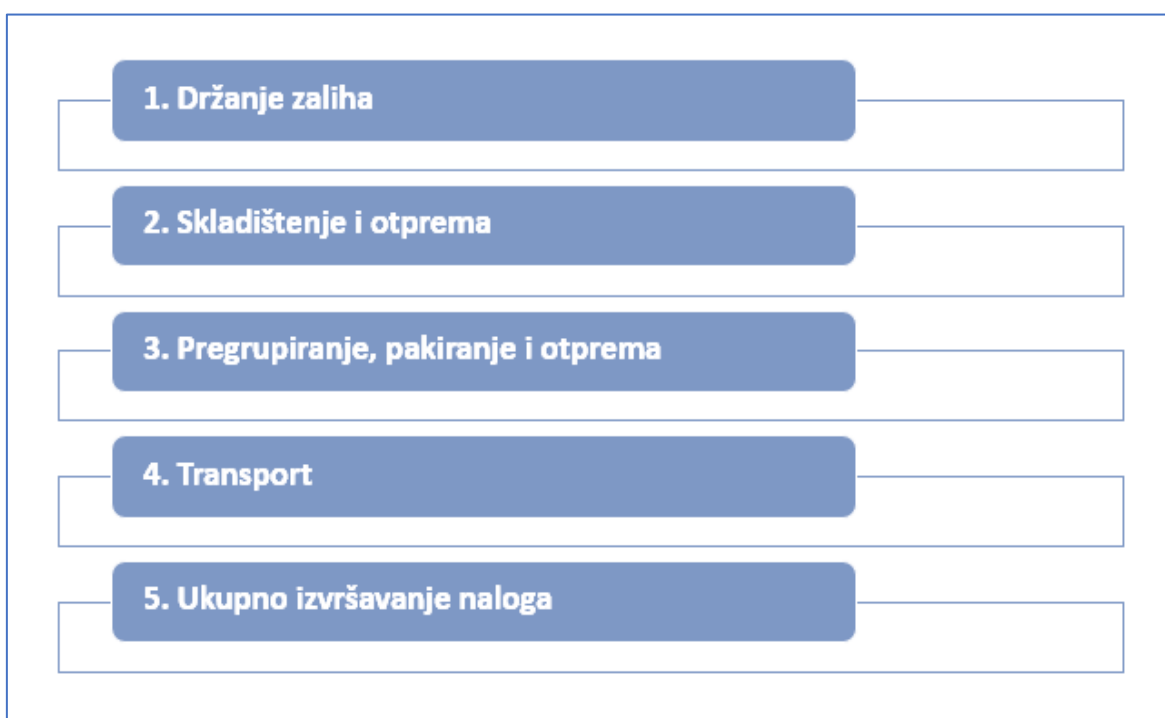 1. Držanje zaliha
2. Skladištenje i otprema
3. Pregrupiranje, pakiranje i otprema
4. Transport
5. Ukupno izvršavanje naloga